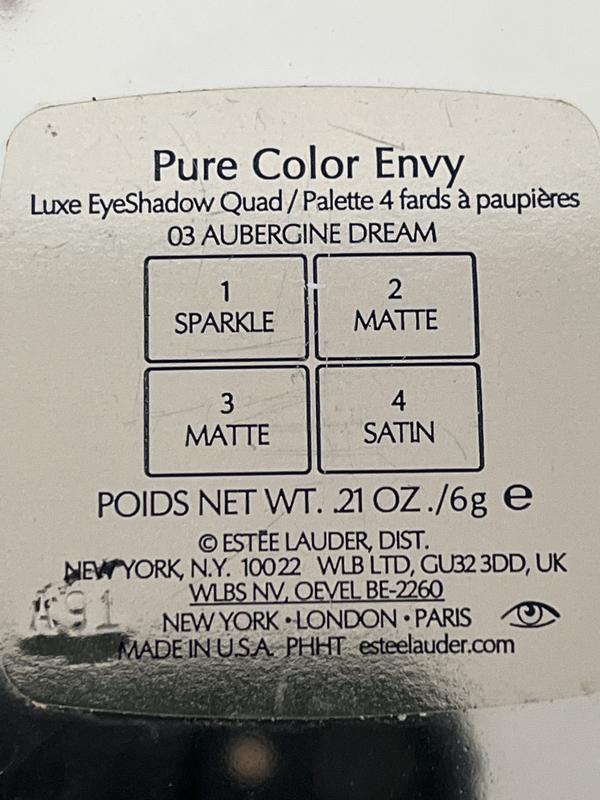 Pure Color Envy
Luxe EyeShadow Quad / Palette 4 fards à paupières
03 AUBERGINE DREAM
1
SPARKLE
2
MATTE
3
MATTE
4
SATIN
POIDS NET WT. .21 OZ./6g e
© ESTĒE LAUDER, DIST.
NEW YORK, N.Y. 10022 WLB LTD, GU32 3DD, UK
WLBS NV, OEVEL BE-2260
A91
NEW YORK • LONDON • PARIS
MADE IN U.S.A. PHHT esteelauder.com